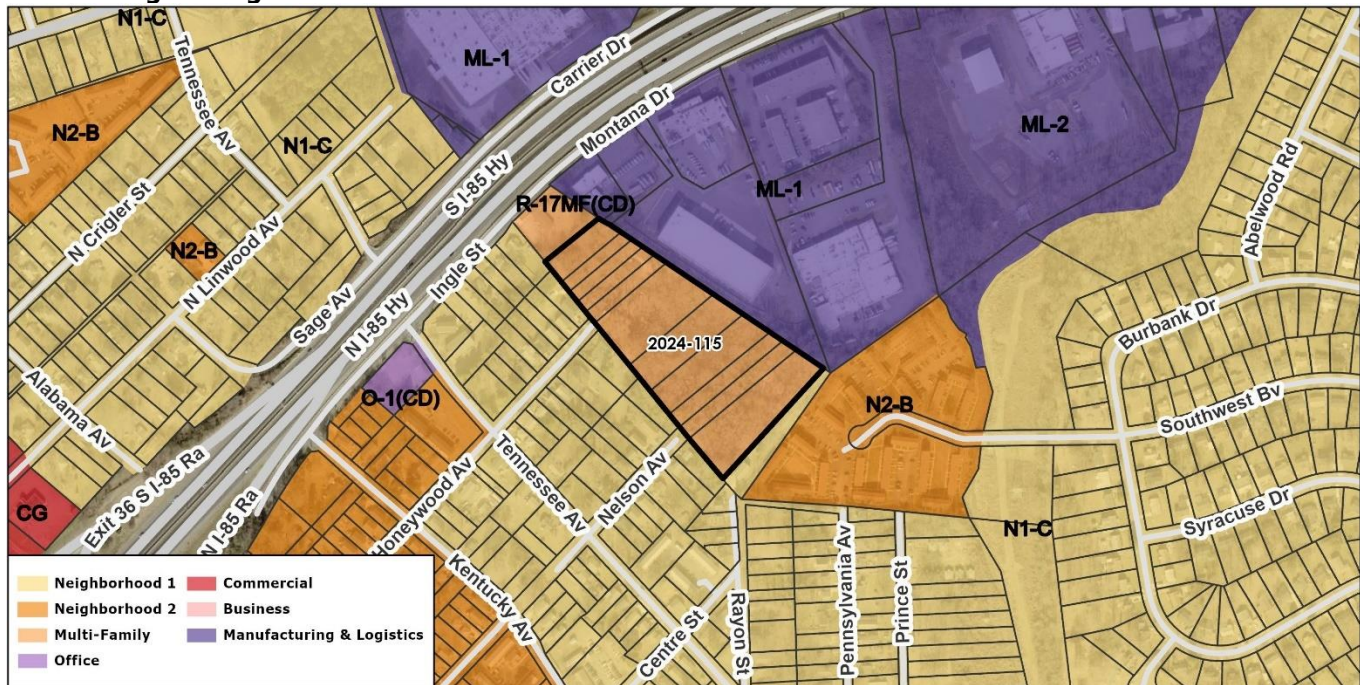 N1-C
Tennessee Av
N2-B
N1-C
N Crigler St
N2-B
N Linwood Av
Alabama Av
Sage Av
CG
Exit 36 S I-85 Ra
N I-85 Ra
N I-85 Hy
S I-85 Hy
Ingle St
Carrier Dr
Montana Dr
ML-1
ML-1
ML-2
R-17MF(CD)
2024-115
O-1(CD)
N2-B
Honeywood Av
Tennessee Av
Nelson Av
Kentucky Av
Centre St
Rayon St
Pennsylvania Av
Prince St
N1-C
Abelwood Rd
Burbank Dr
Southwest Bv
Syracuse Dr
Neighborhood 1
Neighborhood 2
Multi-Family
Office
Commercial
Business
Manufacturing & Logistics